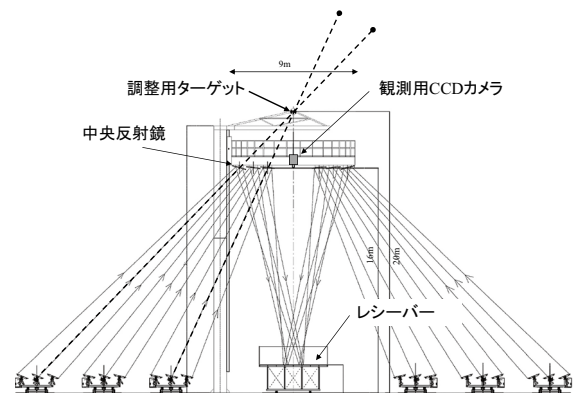 9m
調整用ターゲット
観測用CCDカメラ
中央反射鏡
16m
20m
レシーバー